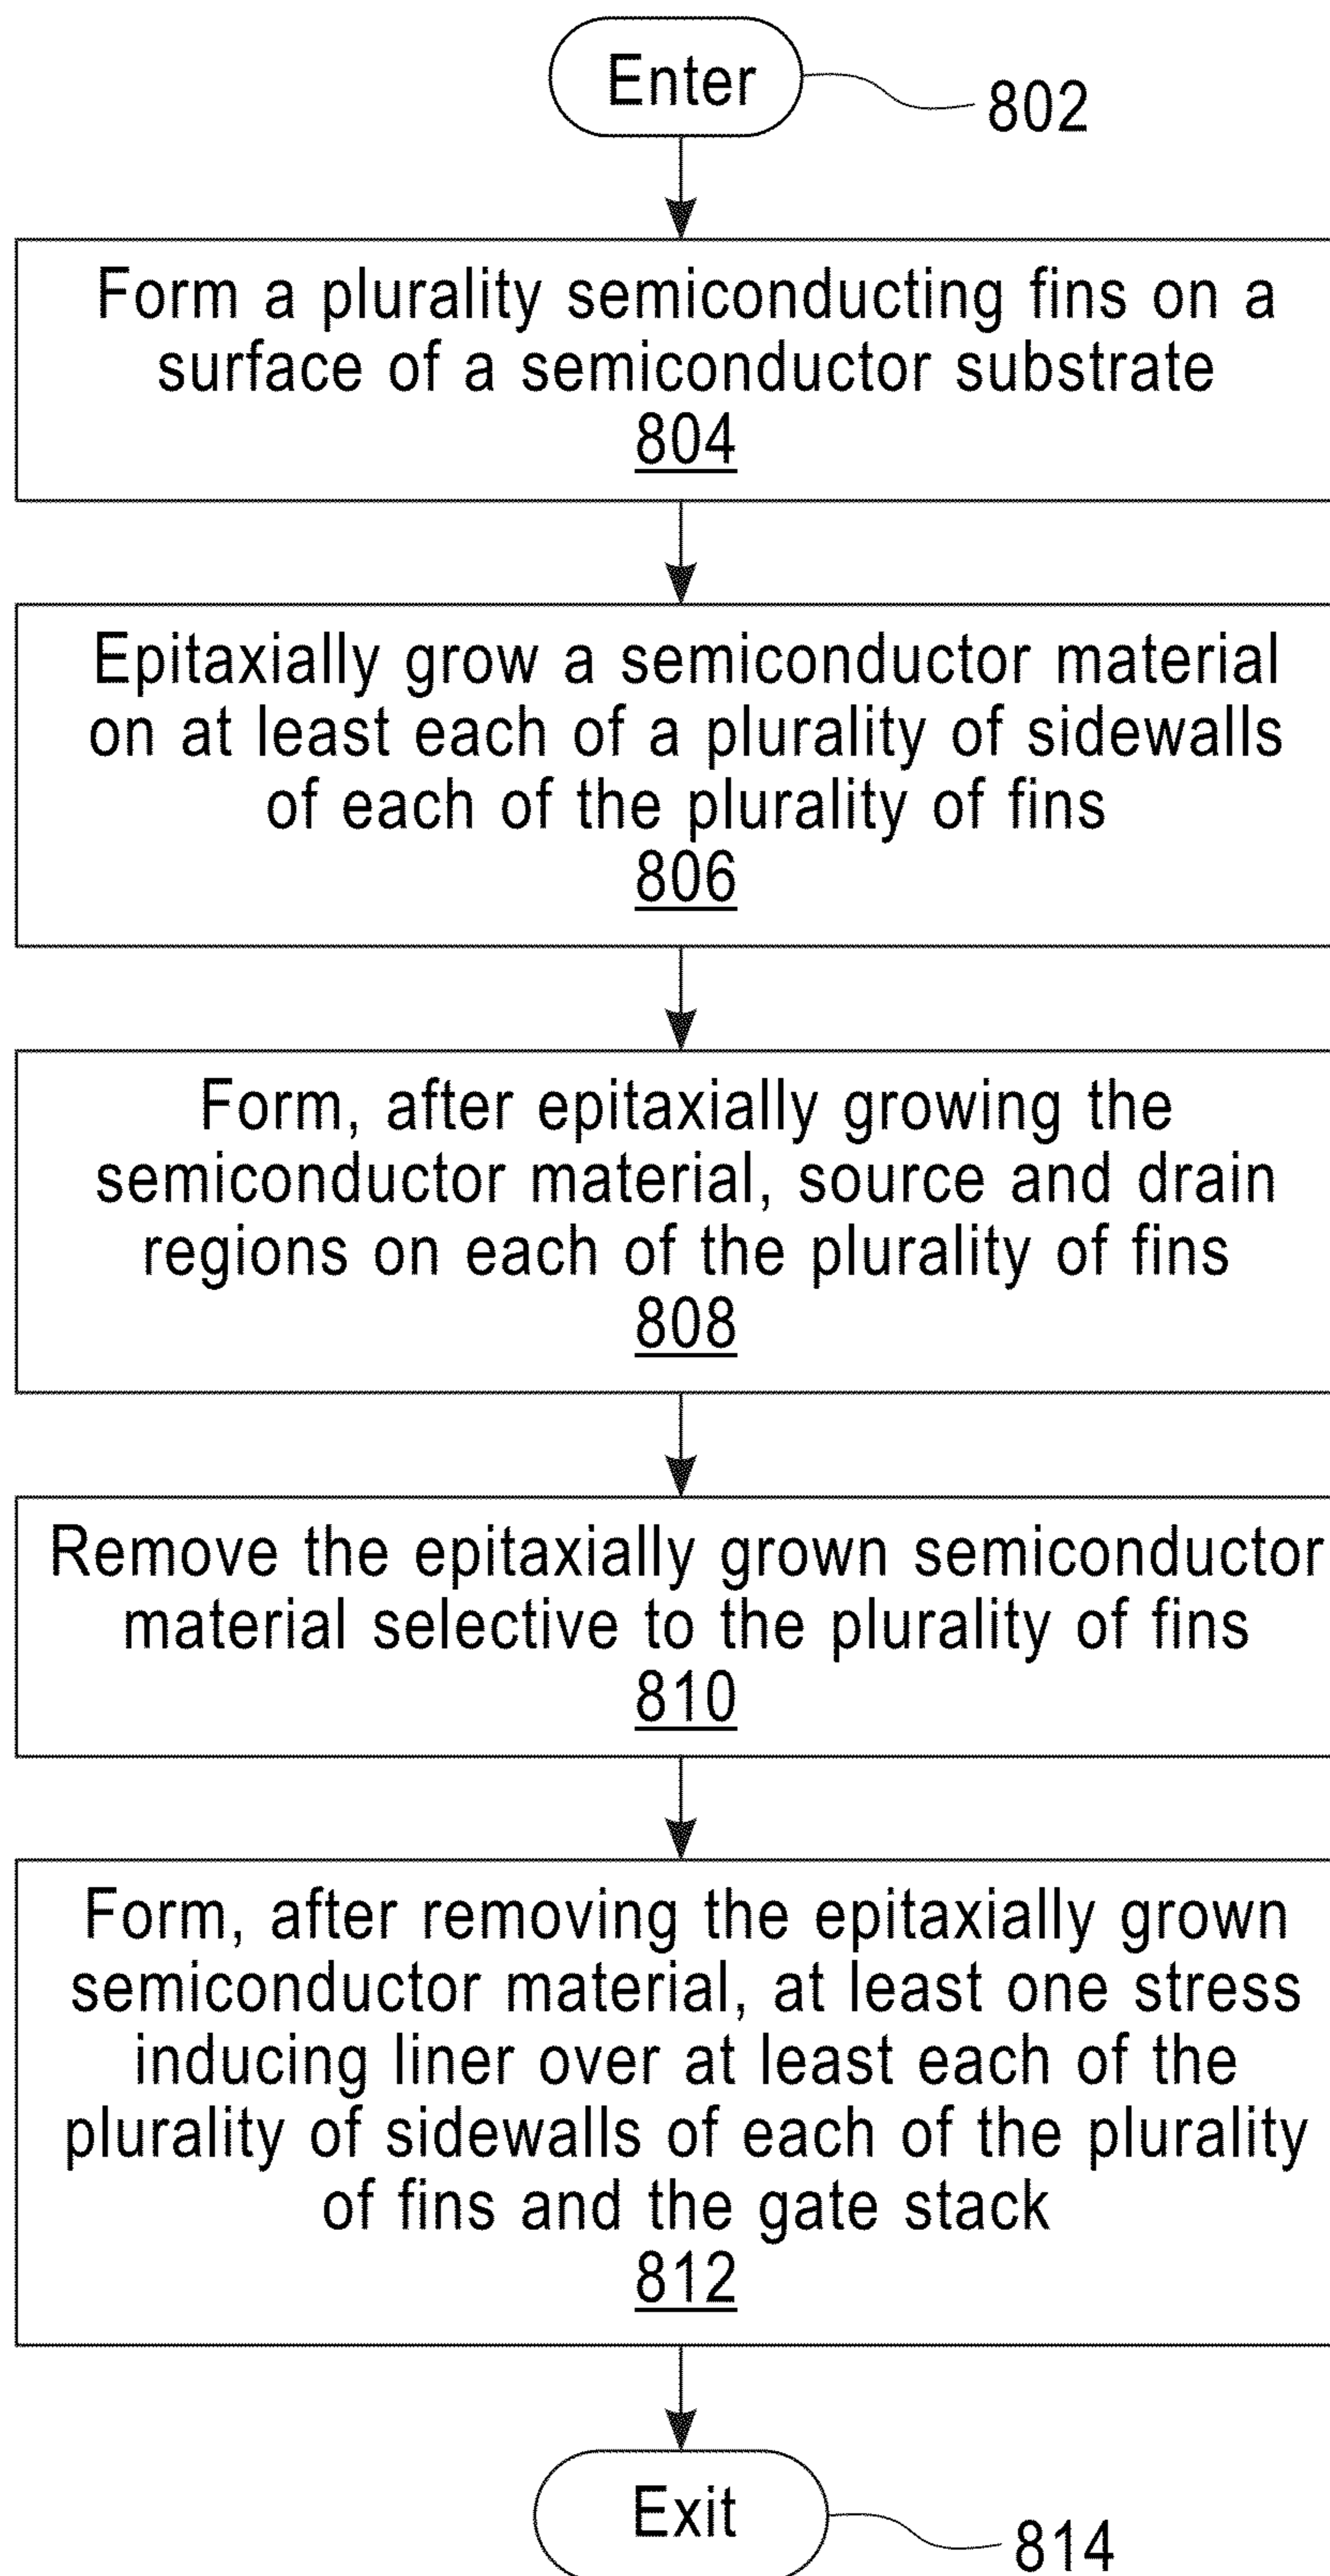 Enter
802
Form a plurality semiconducting fins on a
surface of a semiconductor substrate
804
Epitaxially grow a semiconductor material
on at least each of a plurality of sidewalls
of each of the plurality of fins
806
Form, after epitaxially growing the
semiconductor material, source and drain
regions on each of the plurality of fins
808
Remove the epitaxially grown semiconductor
material selective to the plurality of fins
810
Form, after removing the epitaxially grown
semiconductor material, at least one stress
inducing liner over at least each of the
plurality of sidewalls of each of the plurality
of fins and the gate stack
812
Exit
814